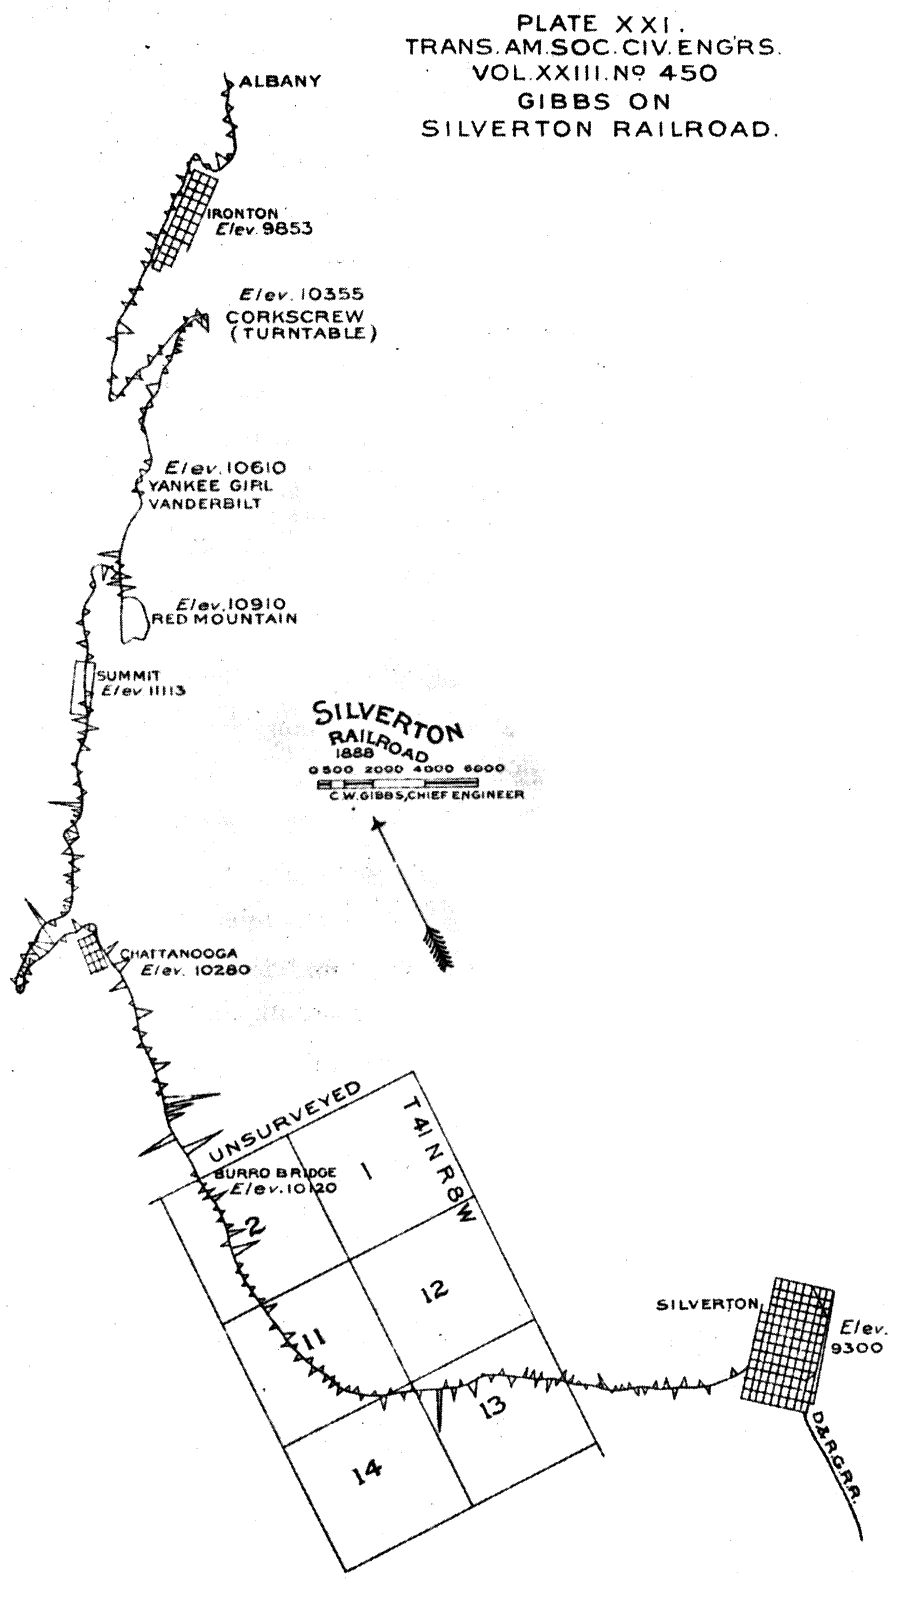 PLATE XXI.
TRANS. AM. SOC. CIV. ENG'RS.
VOL. XXIII. Nº 450
GIBBS ON
SILVERTON RAILROAD.
ALBANY
IRONTON
Elev. 9853
Elev. 10355
CORKSCREW
(TURNTABLE)
Elev. 10610
YANKEE GIRL
VANDERBILT
Elev. 10910
RED MOUNTAIN
SUMMIT
Elev 11113
SILVERTON
RAILROAD
1888
0 500 2000 4000 6000
C.W. GIBBS, CHIEF ENGINEER
CHATTANOOGA
Elev. 10280
UNSURVEYED
T 41 N R 8 W
BURRO BRIDGE
Elev. 10120
1
2
12
11
SILVERTON
Elev.
9300
13
14
D.& R.G.R.R.